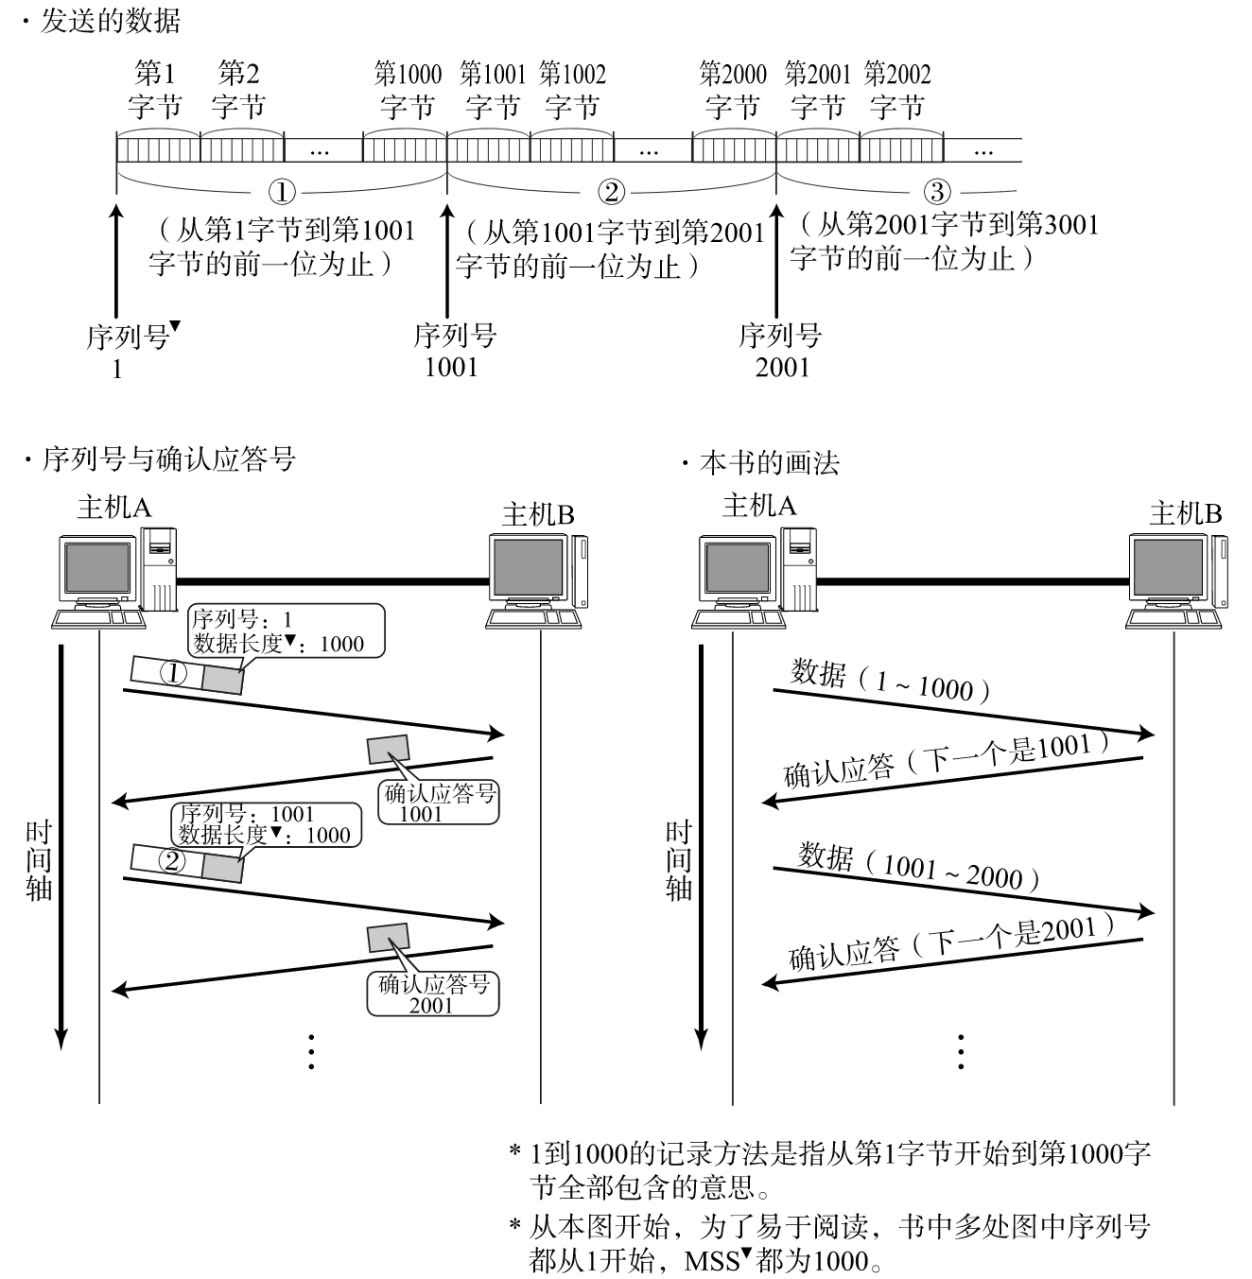 ·发送的数据
第1 第2 第1000 第1001 第1002 第2000 第2001 第2002
字节 字节 字节 字节 字节 字节 字节 字节
... ... ...
① ② ③
（从第1字节到第1001
字节的前一位为止）
（从第1001字节到第2001
字节的前一位为止）
（从第2001字节到第3001
字节的前一位为止）
序列号▼
1
序列号
1001
序列号
2001
·序列号与确认应答号
主机A
主机B
序列号：1
数据长度▼：1000
①
确认应答号
1001
序列号：1001
数据长度▼：1000
②
确认应答号
2001
时
间
轴
·本书的画法
主机A
主机B
数据（1～1000）
确认应答（下一个是1001）
数据（1001～2000）
确认应答（下一个是2001）
时
间
轴
* 1到1000的记录方法是指从第1字节开始到第1000字
节全部包含的意思。
* 从本图开始，为了易于阅读，书中多处图中序列号
都从1开始，MSS▼都为1000。